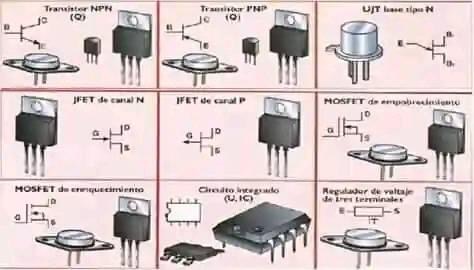 Transistor NPN
(Q)
B
C
E
Transistor PNP
(Q)
B
C
E
UJT base tipo N
E
B₂
B₁
JFET de canal N
G
D
S
JFET de canal P
G
D
S
MOSFET de empobrecimiento
G
D
S
MOSFET de enriquecimiento
G
D
S
Circuito integrado
(U, IC)
Regulador de voltaje
de tres terminales
E
S
T